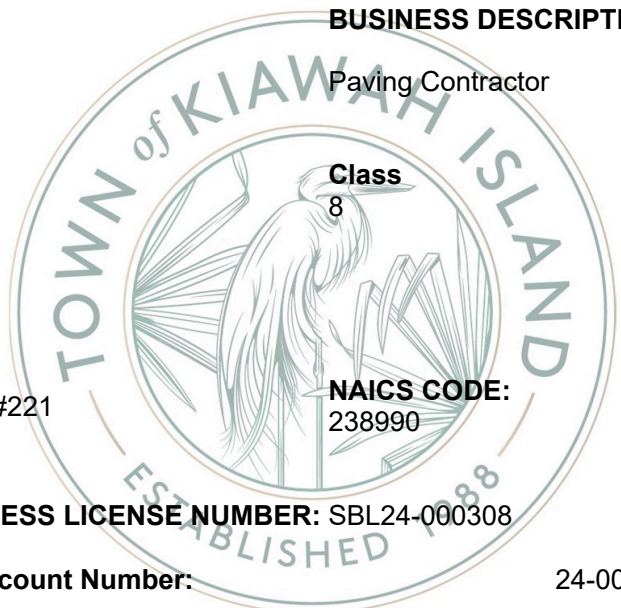 BUSINESS DESCRIPTI
Paving Contractor
Class
8
#221
NAICS CODE:
238990
ESS LICENSE NUMBER: SBL24-000308
count Number: 24-00
TOWN of KIAWAH ISLAND
ESTABLISHED 1988